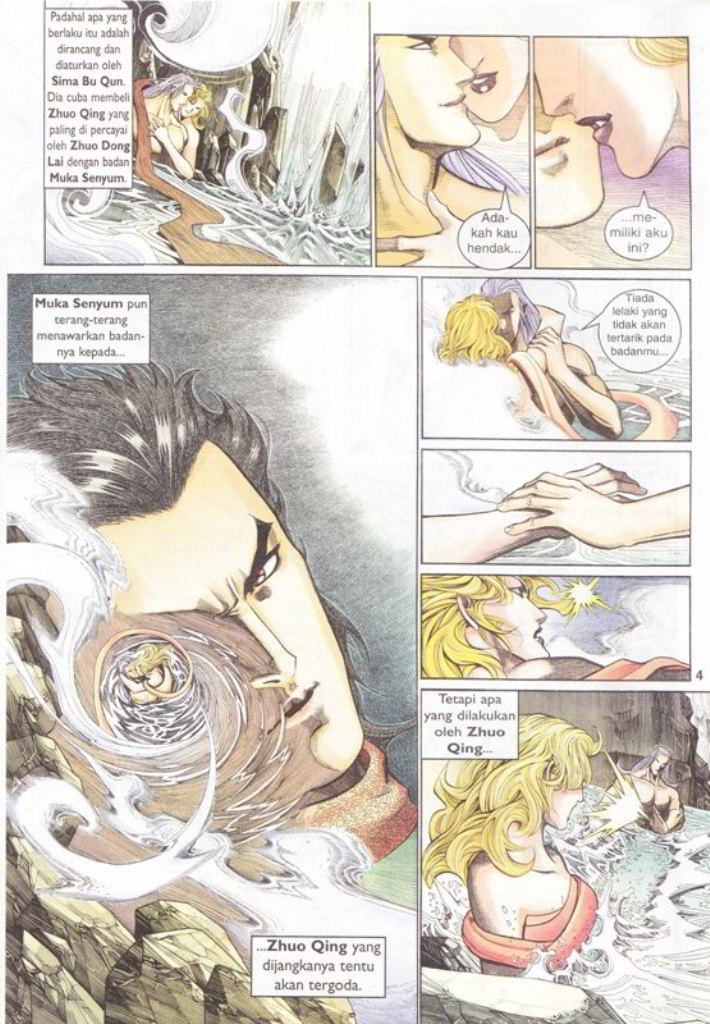 Padahal apa yang
berlaku itu adalah
dirancang dan
diaturkan oleh
Sima Bu Qun.
Dia cuba membeli
Zhuo Qing yang
paling di percayai
oleh Zhuo Dong
Lai dengan badan
Muka Senyum.
Ada-
kah kau
hendak...
...me-
miliki aku
ini?
Muka Senyum pun
terang-terang
menawarkan badan-
nya kepada...
...Zhuo Qing yang
dijangkanya tentu
akan tergoda.
Tiada
lelaki yang
tidak akan
tertarik pada
badanmu...
4
Tetapi apa
yang dilakukan
oleh Zhuo
Qing...